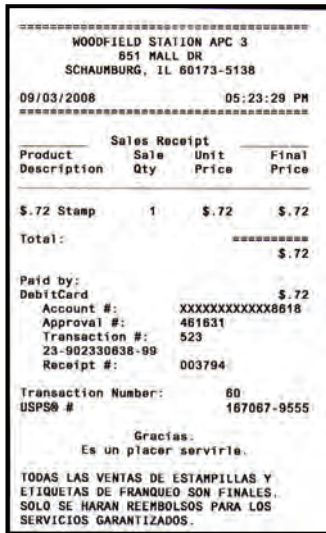 WOODFIELD STATION APC 3
651 MALL DR
SCHAUMBURG, IL 60173-5138
09/03/2008 05:23:29 PM
Sales Receipt
Product Sale Unit Final
Description Qty Price Price
$.72 Stamp 1 $.72 $.72
Total: ==========
$.72
Paid by:
DebitCard $.72
Account #: XXXXXXXXXXXX8618
Approval #: 461631
Transaction #: 523
23-902330638-99
Receipt #: 003794
Transaction Number: 60
USPS® # 167067-9555
Gracias.
Es un placer servirle.
TODAS LAS VENTAS DE ESTAMPILLAS Y
ETIQUETAS DE FRANQUEO SON FINALES.
SOLO SE HARAN REEMBOLSOS PARA LOS
SERVICIOS GARANTIZADOS.